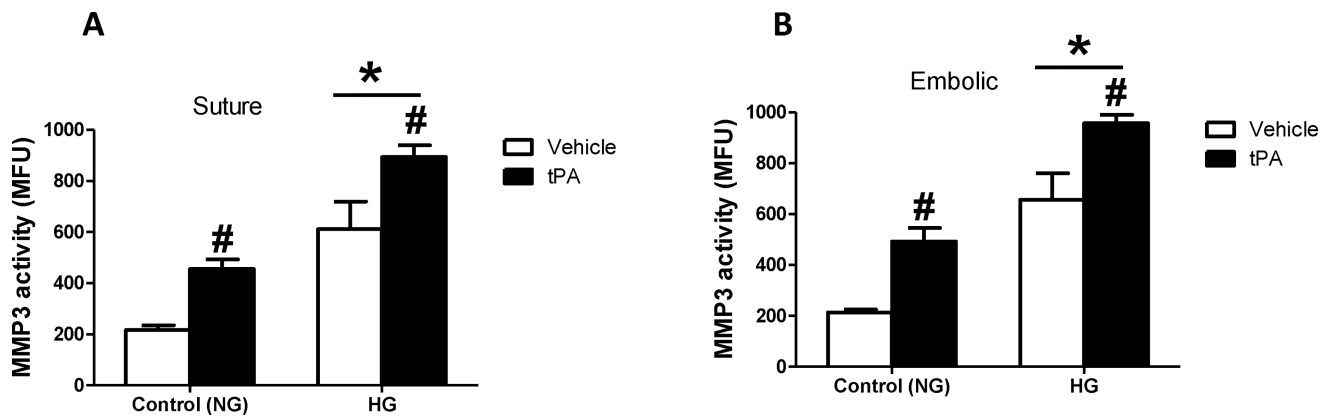 A
Suture
*
#
#
MMP3 activity (MFU)
1000
800
600
400
200
0
Control (NG)
HG
Vehicle
tPA
B
Embolic
*
#
#
MMP3 activity (MFU)
1000
800
600
400
200
0
Control (NG)
HG
Vehicle
tPA